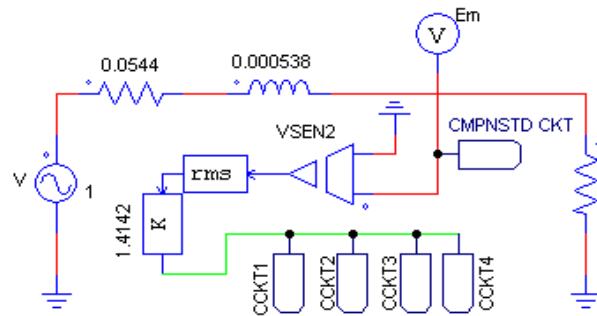 Em
V
0.0544
0.000538
VSEN2
CMPNSTD CKT
rms
V
1
1.4142
K
CCKT1
CCKT2
CCKT3
CCKT4